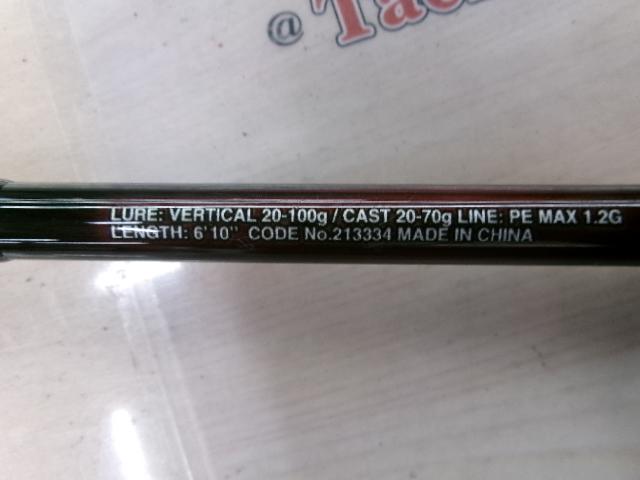 @ Tac
LURE: VERTICAL 20-100g / CAST 20-70g LINE: PE MAX 1.2G
LENGTH: 6'10" CODE No.213334 MADE IN CHINA